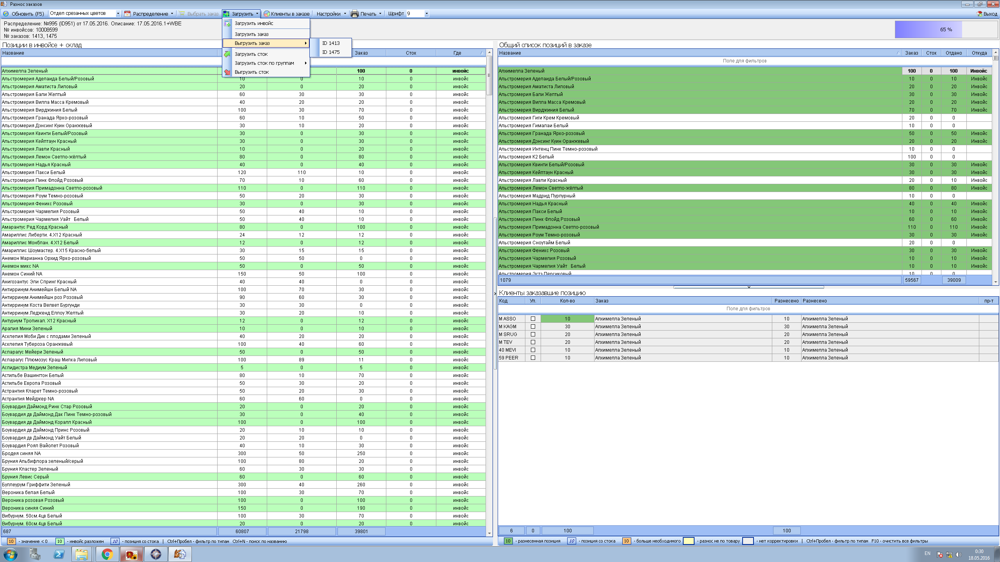 Разнос заказов
Обновить (F5) Отдел срезанных цветов Распределение Выбрать заказ Загрузить Клиенты в заказе Настройки Печать Шрифт 9 Выход
Распределение: №995 (ID951) от 17.05.2016. Описание: 17.05.2016.1+WBE
№ инвойсов: 10008599
№ заказов: 1413, 1475
65 %
Загрузить инвойс
Загрузить заказ
Выгрузить заказ
Загрузить сток
Загрузить сток по группам
Выгрузить сток
ID 1413
ID 1475
Позиции в инвойсе + склад
Название Заказ Сток Где
Алхимелла Зеленый 100 0 инвойс
Альстромерия Аделаида Белый/Розовый 10 0 10 0 инвойс
Альстромерия Аматиста Лиловый 20 0 20 0 инвойс
Альстромерия Бали Желтый 60 30 30 0 инвойс
Альстромерия Вилла Масса Кремовый 40 20 20 0 инвойс
Альстромерия Вирджиния Белый 100 30 70 0 инвойс
Альстромерия Гранада Ярко-розовый 60 10 50 0 инвойс
Альстромерия Дэнсинг Куин Оранжевый 30 10 20 0 инвойс
Альстромерия Квинти Белый/Розовый 30 0 30 0 инвойс
Альстромерия Кейптаун Красный 30 0 30 0 инвойс
Альстромерия Лавли Красный 10 0 20 0 инвойс
Альстромерия Лемон Светло-жёлтый 80 0 80 0 инвойс
Альстромерия Надья Красный 40 0 40 0 инвойс
Альстромерия Пакси Белый 120 110 10 0 инвойс
Альстромерия Пинк Флойд Розовый 70 10 60 0 инвойс
Альстромерия Примадонна Светло-розовый 110 0 110 0 инвойс
Альстромерия Роум Темно-розовый 50 20 30 0 инвойс
Альстромерия Феникс Розовый 30 0 30 0 инвойс
Альстромерия Чармелия Розовый 50 40 10 0 инвойс
Альстромерия Чармелия Уайт Белый 50 40 10 0 инвойс
Амарантус Ред Корд Красный 80 0 100 0 инвойс
Амариллис Либерти. 4.Х12 Красный 24 12 12 0 инвойс
Амариллис Монблан. 4.Х12 Белый 12 0 12 0 инвойс
Амариллис Шоумастер. 4.Х15 Красно-белый 30 15 15 0 инвойс
Анемон Марианна Орхид Ярко-розовый 50 50 0 0 инвойс
Анемон микс NA 50 0 50 0 инвойс
Анемон Синий NA 150 50 100 0 инвойс
Анигозантус Эли Спринг Красный 40 40 0 0 инвойс
Антирринум Анимейшн Белый NA 100 70 30 0 инвойс
Антирринум Анимейшн роз Розовый 90 60 30 0 инвойс
Антирринум Коста Велвет Бургунди 30 30 0 0 инвойс
Антирринум Ледженд Еллоу Желтый 30 20 10 0 инвойс
Антуриум Тропикал. Х12 Красный 12 0 12 0 инвойс
Аралия Мини Зеленый 10 0 10 0 инвойс
Асклепия Моби Дик с плодами Зеленый 40 20 20 0 инвойс
Асклепия Тубероза Оранжевый 100 40 60 0 инвойс
Аспарагус Мейери Зеленый 50 0 50 0 инвойс
Аспарагус Плюмозус Краш Милка Лиловый 100 89 11 0 инвойс
Аспидистра Медиум Зеленый 5 0 5 0 инвойс
Астильбе Вашингтон Белый 80 10 70 0 инвойс
Астильбе Европа Розовый 50 30 20 0 инвойс
Астрантия Кларет Темно-розовый 50 20 30 0 инвойс
Астрантия Мейджер NA 60 60 0 0 инвойс
Боувардия Даймонд Ринк Стар Розовый 20 0 20 0 инвойс
Боувардия дв Даймонд Дак Пинк Темно-розовый 30 0 40 0 инвойс
Боувардия дв Даймонд Коралл Красный 100 0 100 0 инвойс
Боувардия дв Даймонд Принс Розовый 20 10 10 0 инвойс
Боувардия дв Даймонд Уайт Белый 20 20 0 0 инвойс
Боувардия Роял Вайолет Розовый 40 10 30 0 инвойс
Бродея синяя NA 300 50 250 0 инвойс
Бруния Альбифлора зеленый/серый 100 80 20 0 инвойс
Бруния Кластер Зеленый 60 30 30 0 инвойс
Бруния Левис Серый 60 0 60 0 инвойс
Буплеурум Гриффити Зеленый 300 40 260 0 инвойс
Вероника белая Белый 100 30 70 0 инвойс
Вероника розовая Розовый 100 0 100 0 инвойс
Вероника синяя Синий 150 0 190 0 инвойс
Вибурнум. 50см.4цв Белый 100 30 70 0 инвойс
Вибурнум. 60см.4цв Белый 20 0 20 0 инвойс
687 60807 21798 39801
10 - значение < 0 10 - инвойс разложен 10 - позиция со стока | Ctrl+Пробел - фильтр по типам Ctrl+N - поиск по названию
Общий список позиций в заказе
Название Заказ Сток Отдано Откуда
Поле для фильтров
Алхимелла Зеленый 100 0 100 Инвойс
Альстромерия Аделаида Белый/Розовый 10 0 10 Инвойс
Альстромерия Аматиста Лиловый 20 0 20 Инвойс
Альстромерия Бали Желтый 30 0 30 Инвойс
Альстромерия Вилла Масса Кремовый 20 0 20 Инвойс
Альстромерия Вирджиния Белый 70 0 70 Инвойс
Альстромерия Гиги Крем Кремовый 20 0 0
Альстромерия Гималаи Белый 10 0 0
Альстромерия Гранада Ярко-розовый 50 0 50 Инвойс
Альстромерия Дэнсинг Куин Оранжевый 20 0 20 Инвойс
Альстромерия Интенц Пинк Темно-розовый 10 0 0
Альстромерия К2 Белый 100 0 0
Альстромерия Квинти Белый/Розовый 30 0 30 Инвойс
Альстромерия Кейптаун Красный 30 0 30 Инвойс
Альстромерия Лавли Красный 20 0 10 Инвойс
Альстромерия Лемон Светло-жёлтый 80 0 80 Инвойс
Альстромерия Мадрид Пурпурный 10 0 0
Альстромерия Надья Красный 40 0 40 Инвойс
Альстромерия Пакси Белый 10 0 10 Инвойс
Альстромерия Пинк Флойд Розовый 60 0 60 Инвойс
Альстромерия Примадонна Светло-розовый 110 0 110 Инвойс
Альстромерия Роум Темно-розовый 30 0 30 Инвойс
Альстромерия Сноутайм Белый 20 0 0
Альстромерия Феникс Розовый 30 0 30 Инвойс
Альстромерия Чармелия Розовый 10 0 10 Инвойс
Альстромерия Чармелия Уайт Белый 10 0 10 Инвойс
Альстромерия Эстэ Персиковый 10 0 0
1079 59567 39009
Клиенты заказавшие позицию
Код Уп. Кол-во Заказ Разнесено Разнесено пр-т
Поле для фильтров
M ASSO 10 Алхимелла Зеленый 10 Алхимелла Зеленый
M KAGM 30 Алхимелла Зеленый 30 Алхимелла Зеленый
M SRUG 20 Алхимелла Зеленый 20 Алхимелла Зеленый
M TEV 20 Алхимелла Зеленый 20 Алхимелла Зеленый
40 MEVI 10 Алхимелла Зеленый 10 Алхимелла Зеленый
59 PEER 10 Алхимелла Зеленый 10 Алхимелла Зеленый
6 0 100 100
10 - разнесенная позиция 10 - позиция со стока 10 - больше необходимого - разнос не по товару - нет корректировки | Ctrl+Пробел - фильтр по типам F10 - очистить все фильтры
EN 0:30
18.05.2016